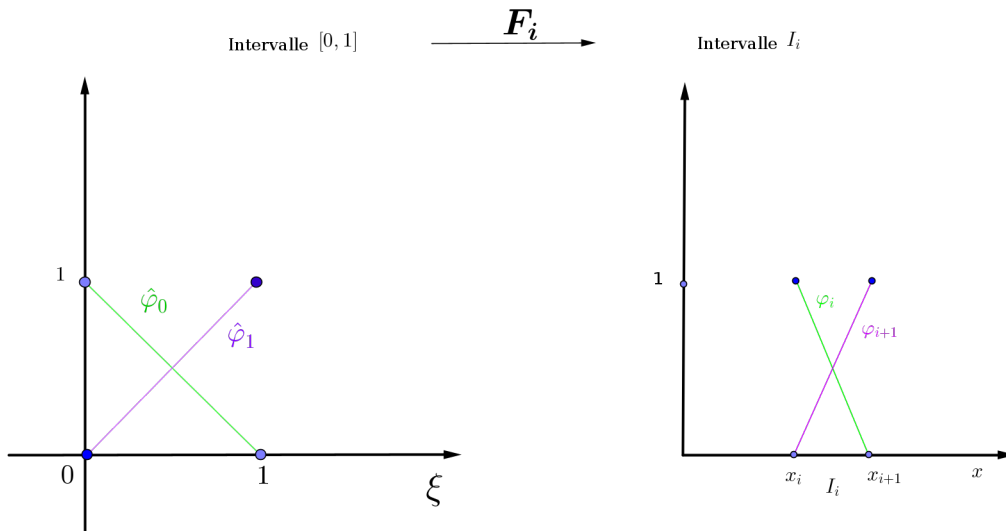 F_i
Intervalle [0, 1]
Intervalle I_i
1
φ̂_0
φ̂_1
0
1
ξ
1
φ_i
φ_{i+1}
x_i
I_i
x_{i+1}
x